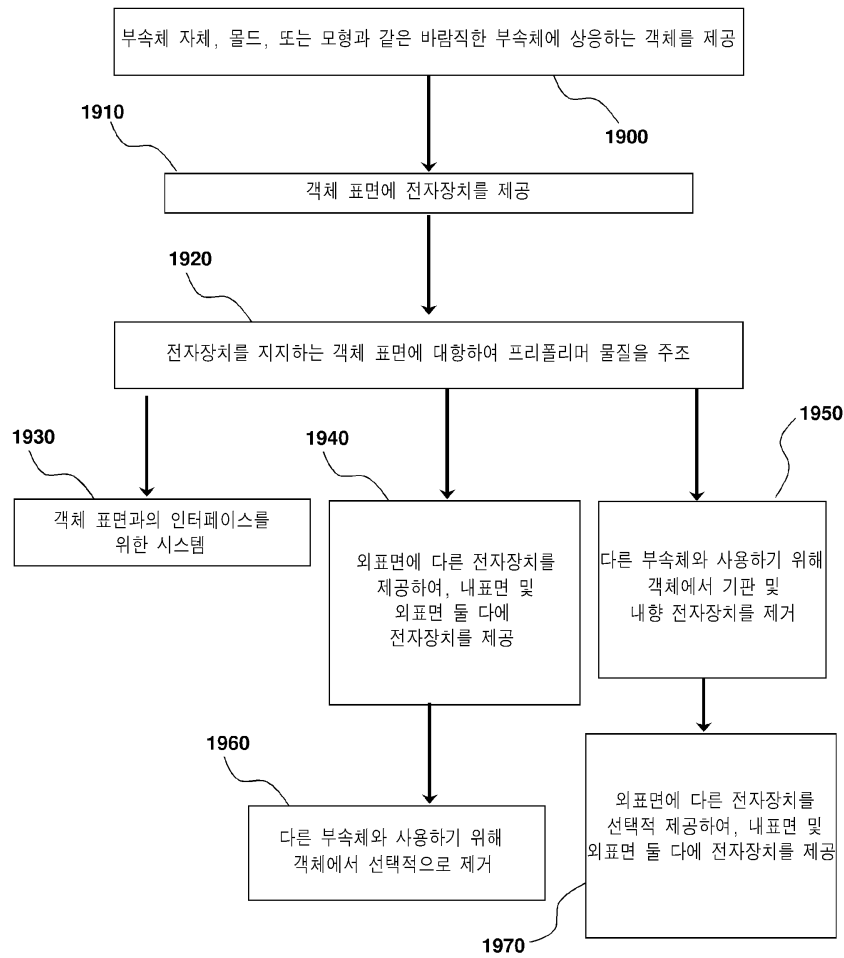 부속체 자체, 몰드, 또는 모형과 같은 바람직한 부속체에 상응하는 객체를 제공
1900
1910
객체 표면에 전자장치를 제공
1920
전자장치를 지지하는 객체 표면에 대항하여 프리폴리머 물질을 주조
1930
객체 표면과의 인터페이스를
위한 시스템
1940
외표면에 다른 전자장치를
제공하여, 내표면 및
외표면 둘 다에
전자장치를 제공
1950
다른 부속체와 사용하기 위해
객체에서 기판 및
내향 전자장치를 제거
1960
다른 부속체와 사용하기 위해
객체에서 선택적으로 제거
외표면에 다른 전자장치를
선택적 제공하여, 내표면 및
외표면 둘 다에 전자장치를 제공
1970